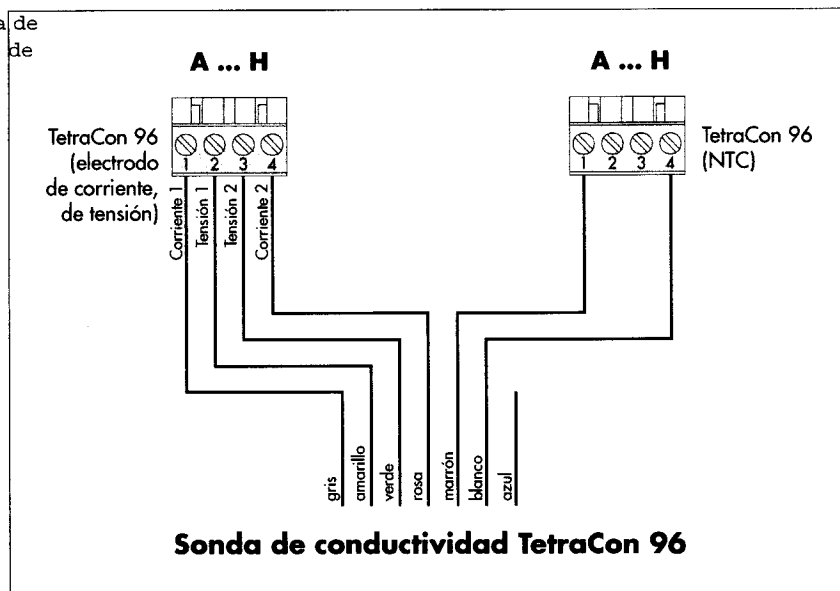 a de
de
A ... H
A ... H
TetraCon 96
(electrodo
de corriente,
de tensión)
1 2 3 4
Corriente 1
Tensión 1
Tensión 2
Corriente 2
1 2 3 4
TetraCon 96
(NTC)
gris
amarillo
verde
rosa
marrón
blanco
azul
Sonda de conductividad TetraCon 96